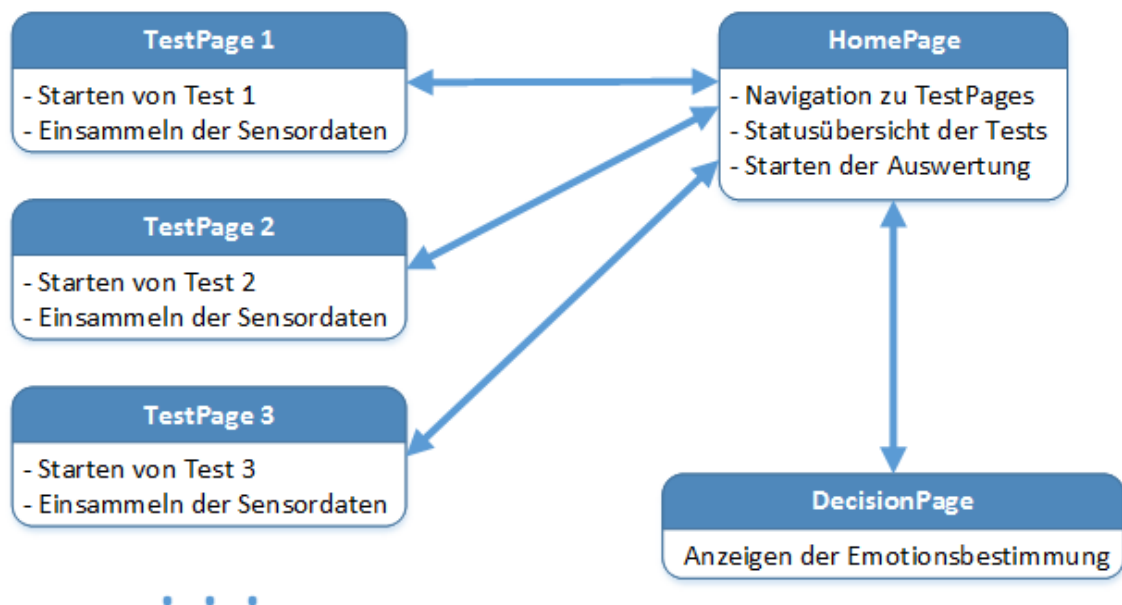 TestPage 1
- Starten von Test 1
- Einsammeln der Sensordaten
HomePage
- Navigation zu TestPages
- Statusübersicht der Tests
- Starten der Auswertung
TestPage 2
- Starten von Test 2
- Einsammeln der Sensordaten
TestPage 3
- Starten von Test 3
- Einsammeln der Sensordaten
DecisionPage
Anzeigen der Emotionsbestimmung
. . .